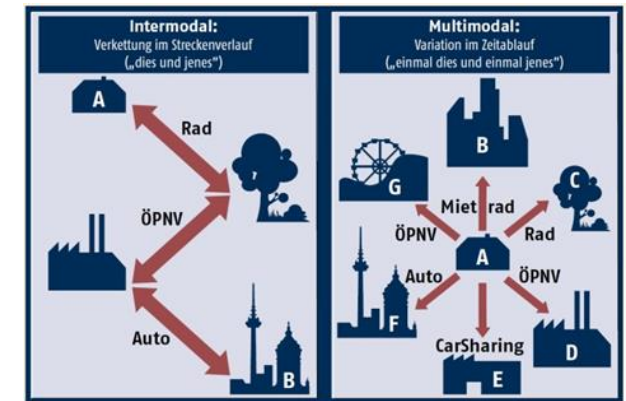 Intermodal:
Verkettung im Streckenverlauf
(„dies und jenes“)
A
Rad
ÖPNV
Auto
B
Multimodal:
Variation im Zeitablauf
(„einmal dies und einmal jenes“)
B
G
C
Mietrad
ÖPNV
Rad
A
Auto
ÖPNV
F
CarSharing
D
E